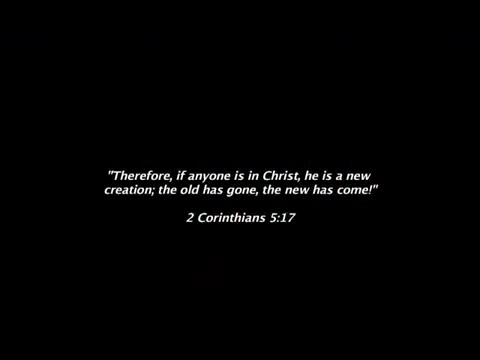 "Therefore, if anyone is in Christ, he is a new
creation; the old has gone, the new has come!"
2 Corinthians 5:17